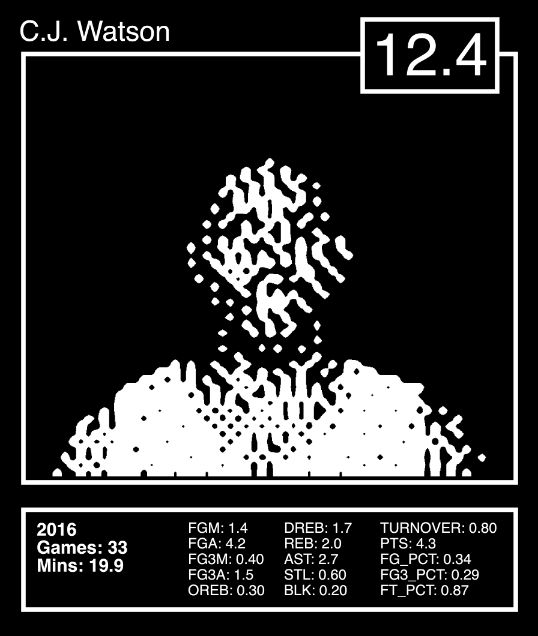 C.J. Watson
12.4
2016
Games: 33
Mins: 19.9
FGM: 1.4
FGA: 4.2
FG3M: 0.40
FG3A: 1.5
OREB: 0.30
DREB: 1.7
REB: 2.0
AST: 2.7
STL: 0.60
BLK: 0.20
TURNOVER: 0.80
PTS: 4.3
FG_PCT: 0.34
FG3_PCT: 0.29
FT_PCT: 0.87